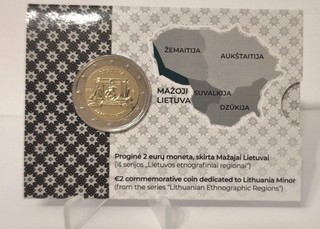 ŽEMAITIJA
AUKŠTAITIJA
MAŽOJI
LIETUVA
SUVALKIJA
DZŪKIJA
Proginė 2 eurų moneta, skirta Mažajai Lietuvai
(iš serijos „Lietuvos etnografiniai regionai“)
€2 commemorative coin dedicated to Lithuania Minor
(from the series "Lithuanian Ethnographic Regions")